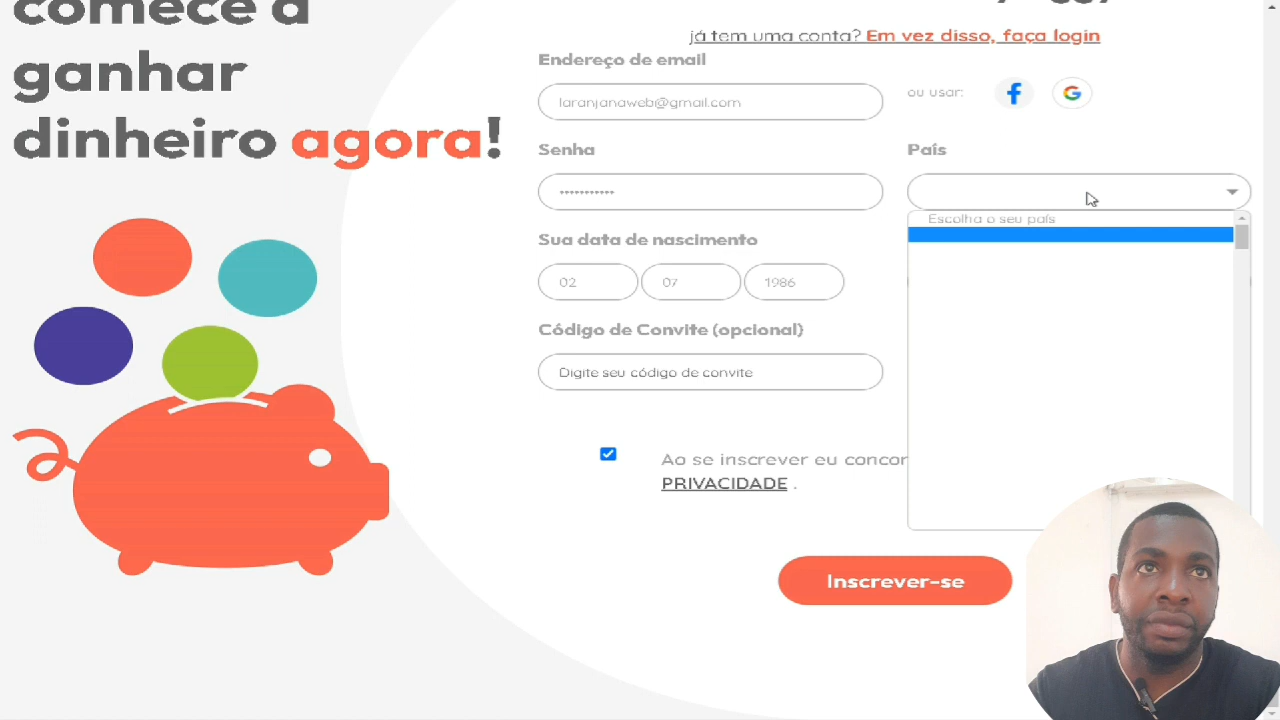 comece a
ganhar
dinheiro agora!
já tem uma conta? Em vez disso, faça login
Endereço de email
laranjanaweb@gmail.com
ou usar:
Senha
País
Escolha o seu país
Sua data de nascimento
02 07 1986
Código de Convite (opcional)
Digite seu código de convite
Ao se inscrever eu concor
PRIVACIDADE .
Inscrever-se